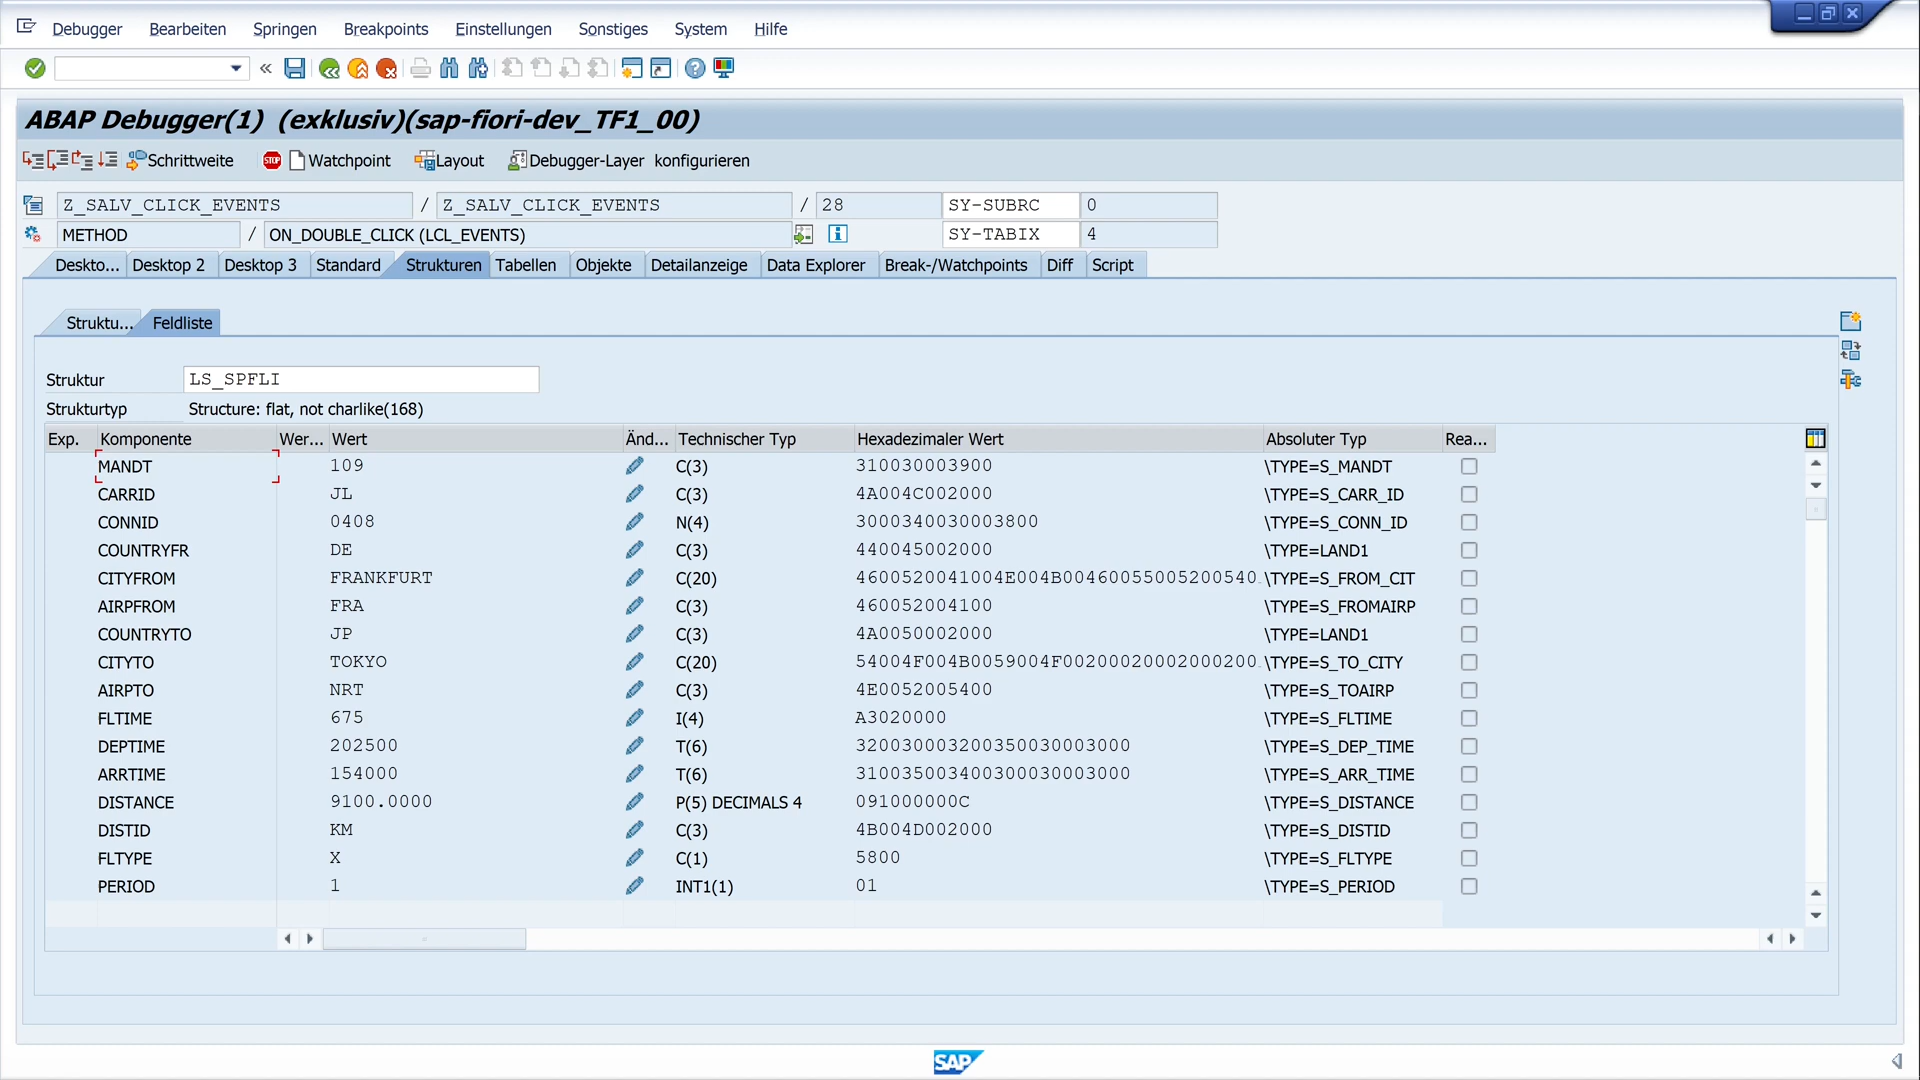 Debugger Bearbeiten Springen Breakpoints Einstellungen Sonstiges System Hilfe
ABAP Debugger(1) (exklusiv)(sap-fiori-dev_TF1_00)
Schrittweite STOP Watchpoint Layout Debugger-Layer konfigurieren
Z_SALV_CLICK_EVENTS / Z_SALV_CLICK_EVENTS / 28 SY-SUBRC 0
METHOD / ON_DOUBLE_CLICK (LCL_EVENTS) SY-TABIX 4
Deskto... Desktop 2 Desktop 3 Standard Strukturen Tabellen Objekte Detailanzeige Data Explorer Break-/Watchpoints Diff Script
Struktu... Feldliste
Struktur LS_SPFLI
Strukturtyp Structure: flat, not charlike(168)
Exp. Komponente Wer... Wert Änd... Technischer Typ Hexadezimaler Wert Absoluter Typ Rea...
MANDT 109 C(3) 310030003900 \TYPE=S_MANDT
CARRID JL C(3) 4A004C002000 \TYPE=S_CARR_ID
CONNID 0408 N(4) 3000340030003800 \TYPE=S_CONN_ID
COUNTRYFR DE C(3) 440045002000 \TYPE=LAND1
CITYFROM FRANKFURT C(20) 4600520041004E004B00460055005200540 \TYPE=S_FROM_CIT
AIRPFROM FRA C(3) 460052004100 \TYPE=S_FROMAIRP
COUNTRYTO JP C(3) 4A0050002000 \TYPE=LAND1
CITYTO TOKYO C(20) 54004F004B0059004F00200020002000200 \TYPE=S_TO_CITY
AIRPTO NRT C(3) 4E0052005400 \TYPE=S_TOAIRP
FLTIME 675 I(4) A3020000 \TYPE=S_FLTIME
DEPTIME 202500 T(6) 320030003200350030003000 \TYPE=S_DEP_TIME
ARRTIME 154000 T(6) 310035003400300030003000 \TYPE=S_ARR_TIME
DISTANCE 9100.0000 P(5) DECIMALS 4 091000000C \TYPE=S_DISTANCE
DISTID KM C(3) 4B004D002000 \TYPE=S_DISTID
FLTYPE X C(1) 5800 \TYPE=S_FLTYPE
PERIOD 1 INT1(1) 01 \TYPE=S_PERIOD
SAP